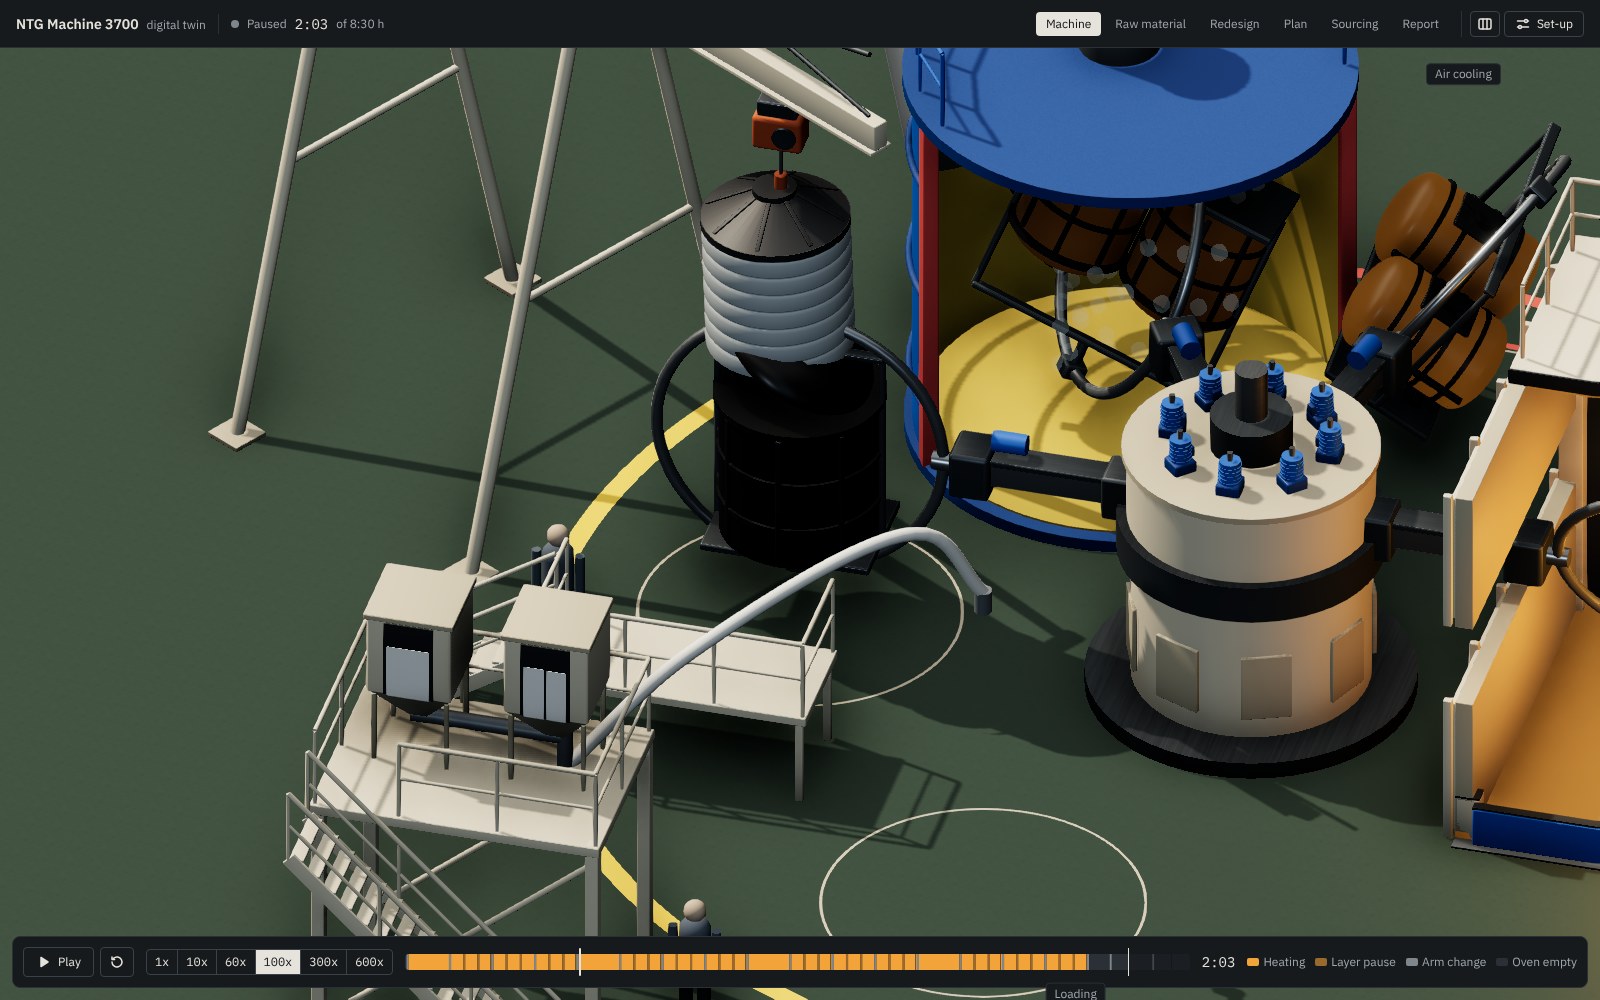 NTG Machine 3700 digital twin Paused 2:03 of 8:30 h Machine Raw material Redesign Plan Sourcing Report Set-up
Air cooling
Play 1x 10x 60x 100x 300x 600x 2:03 Heating Layer pause Arm change Oven empty
Loading